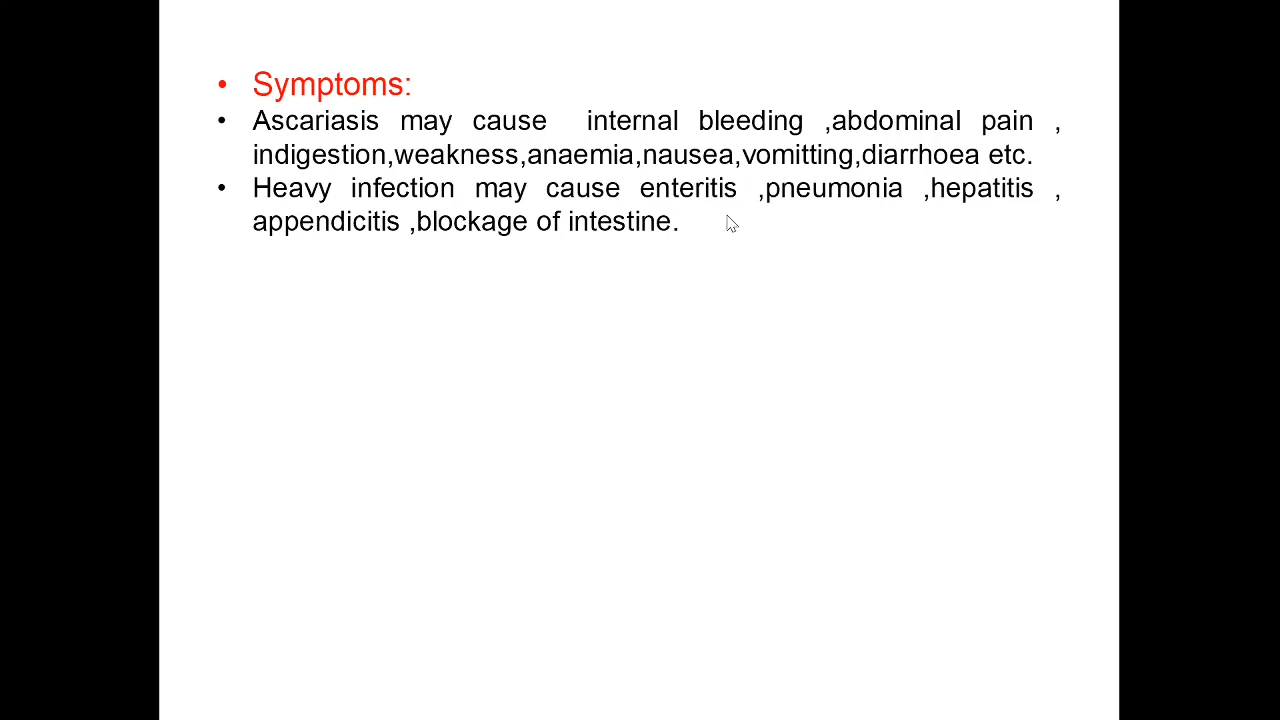 • Symptoms:
• Ascariasis may cause internal bleeding ,abdominal pain ,
indigestion,weakness,anaemia,nausea,vomitting,diarrhoea etc.
• Heavy infection may cause enteritis ,pneumonia ,hepatitis ,
appendicitis ,blockage of intestine.